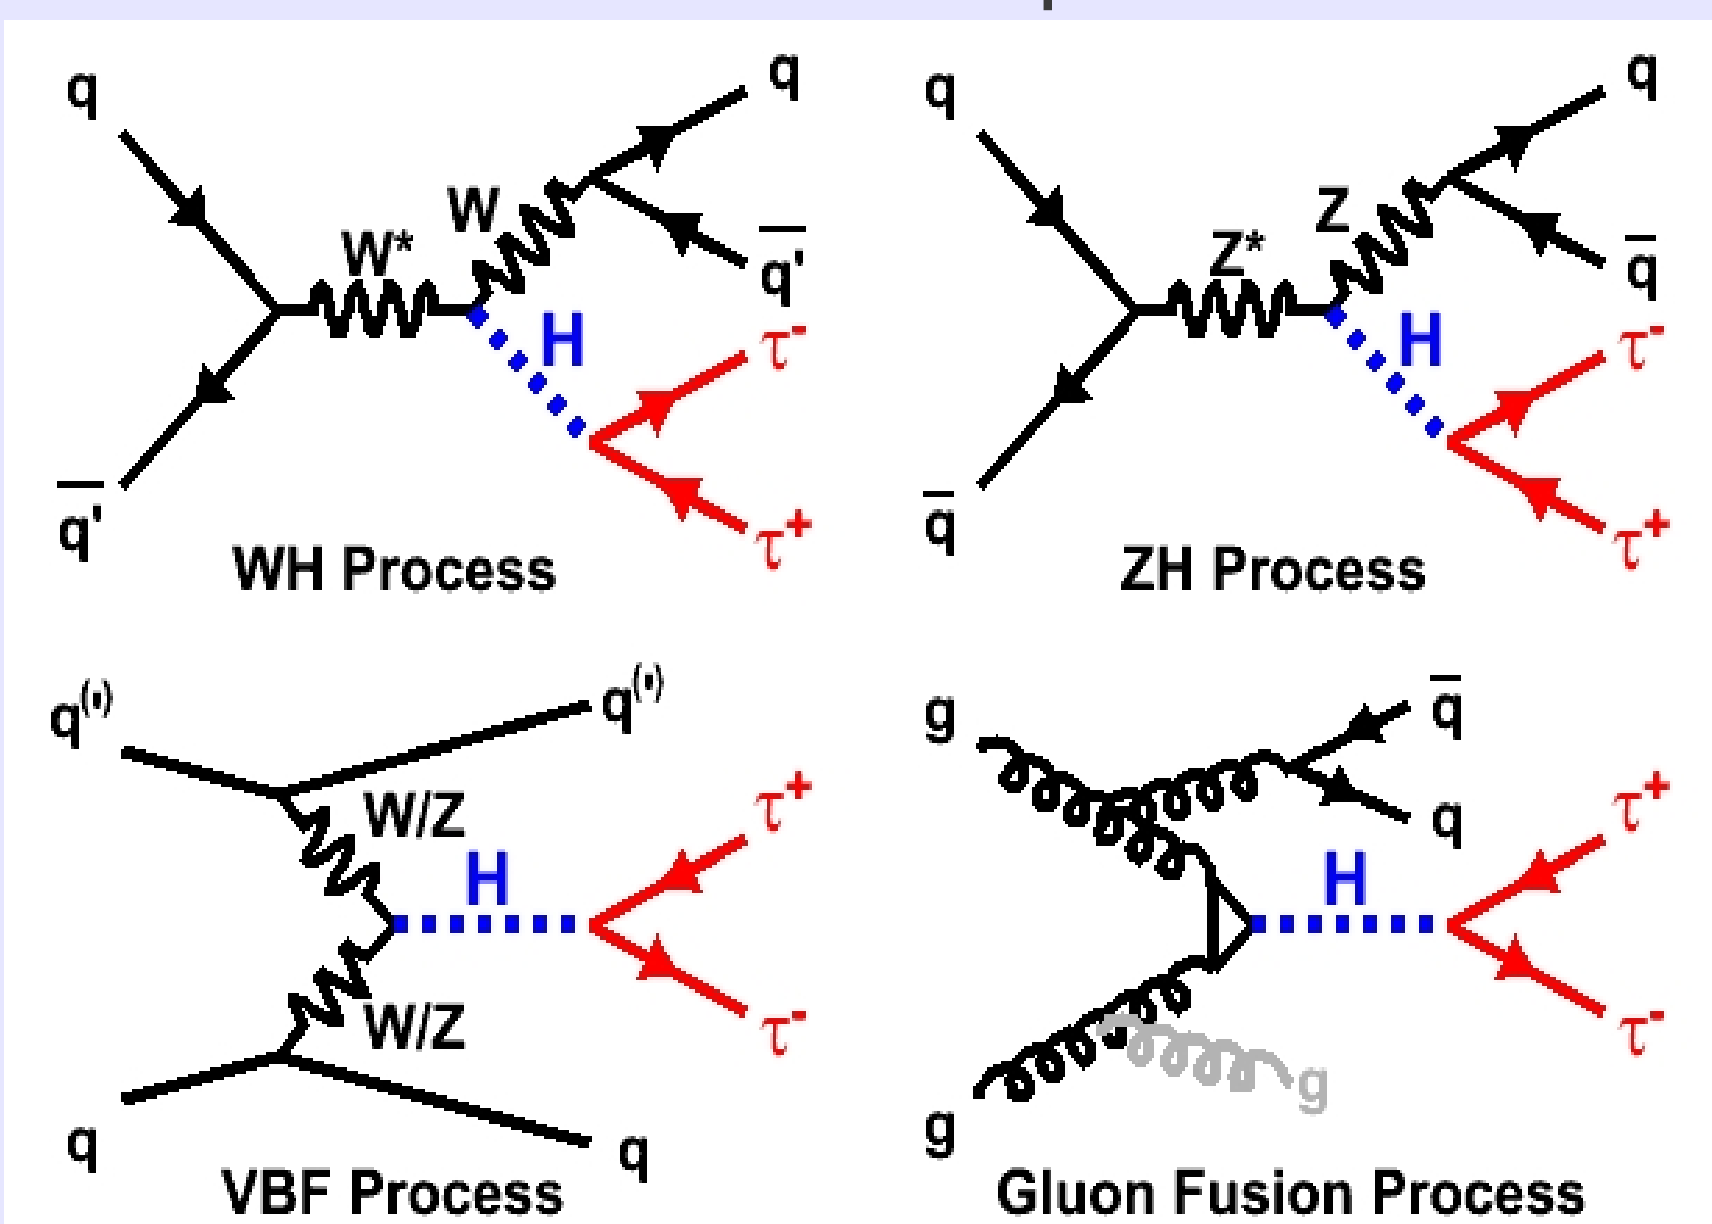 q
q
W
W*
q̅'
H
τ⁻
q̅'
τ⁺
WH Process
q
q
Z
Z*
q̅
H
τ⁻
q̅
τ⁺
ZH Process
q⁽'⁾
q⁽'⁾
W/Z
τ⁺
H
W/Z
τ⁻
q
q
VBF Process
g
q̅
q
τ⁺
H
τ⁻
g
g
Gluon Fusion Process